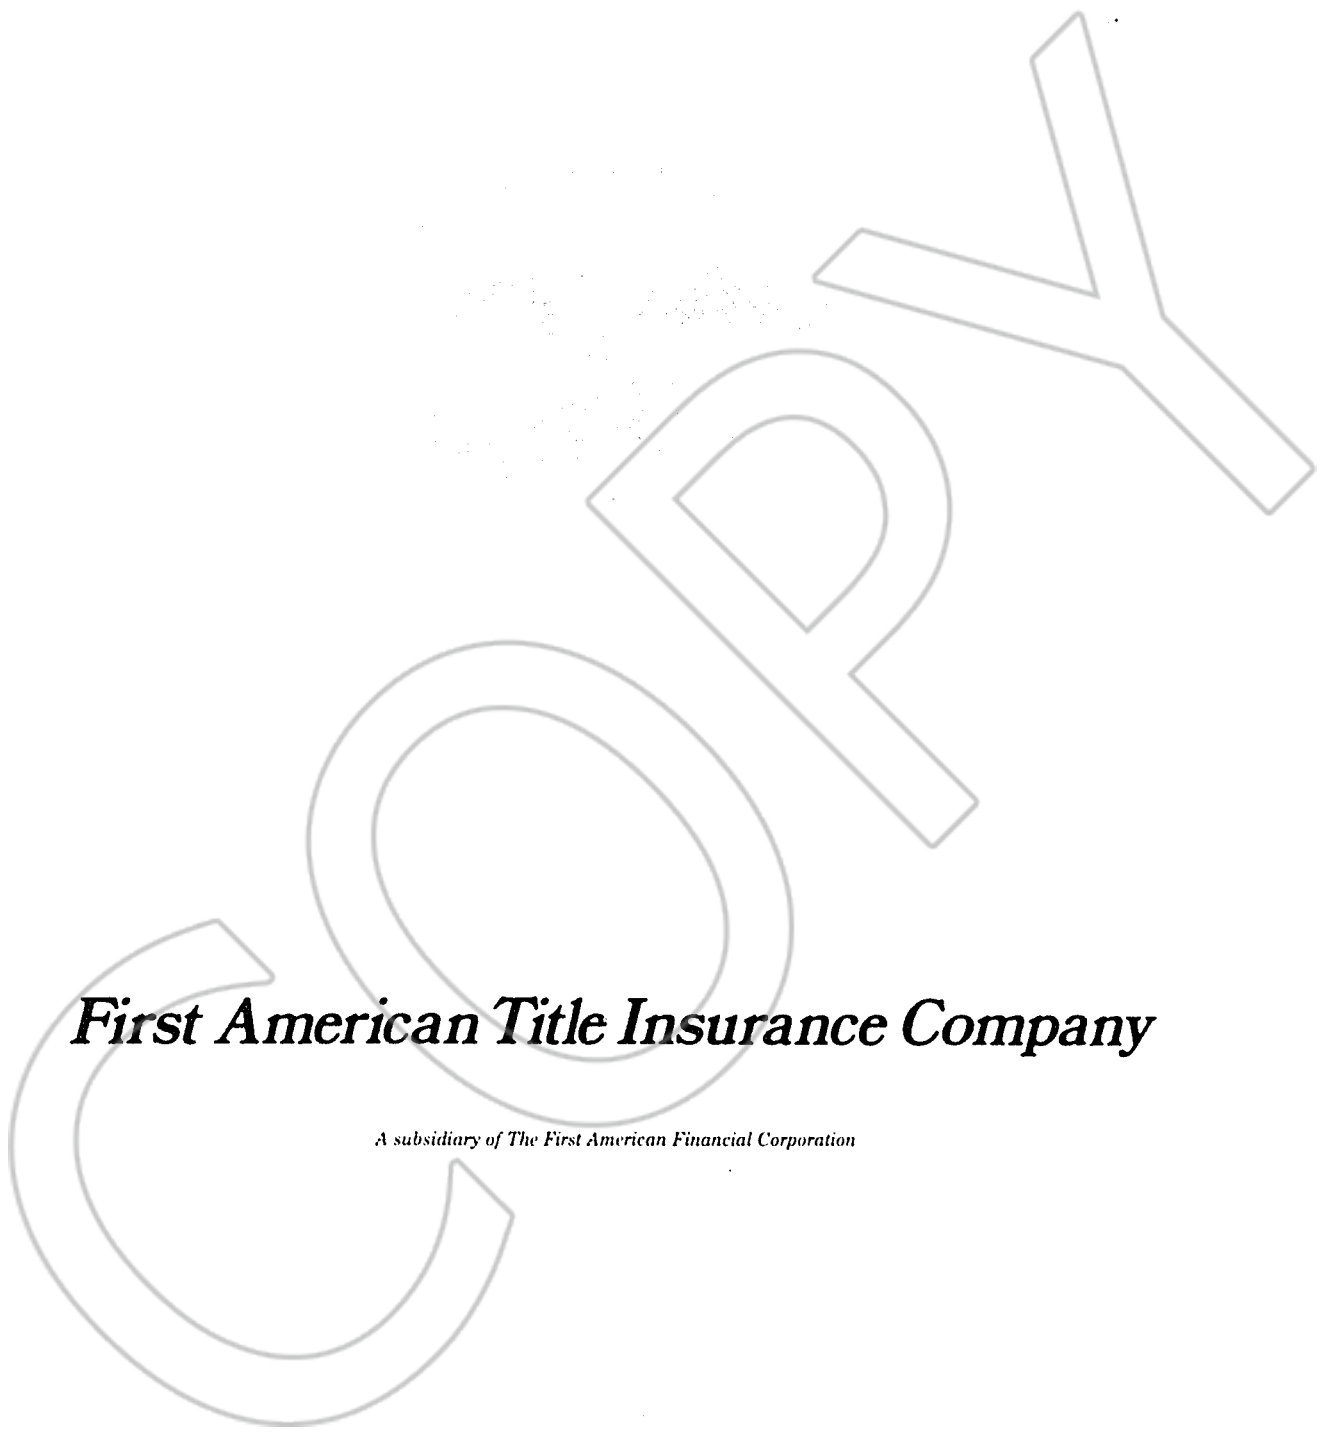 COPY
First American Title Insurance Company
A subsidiary of The First American Financial Corporation